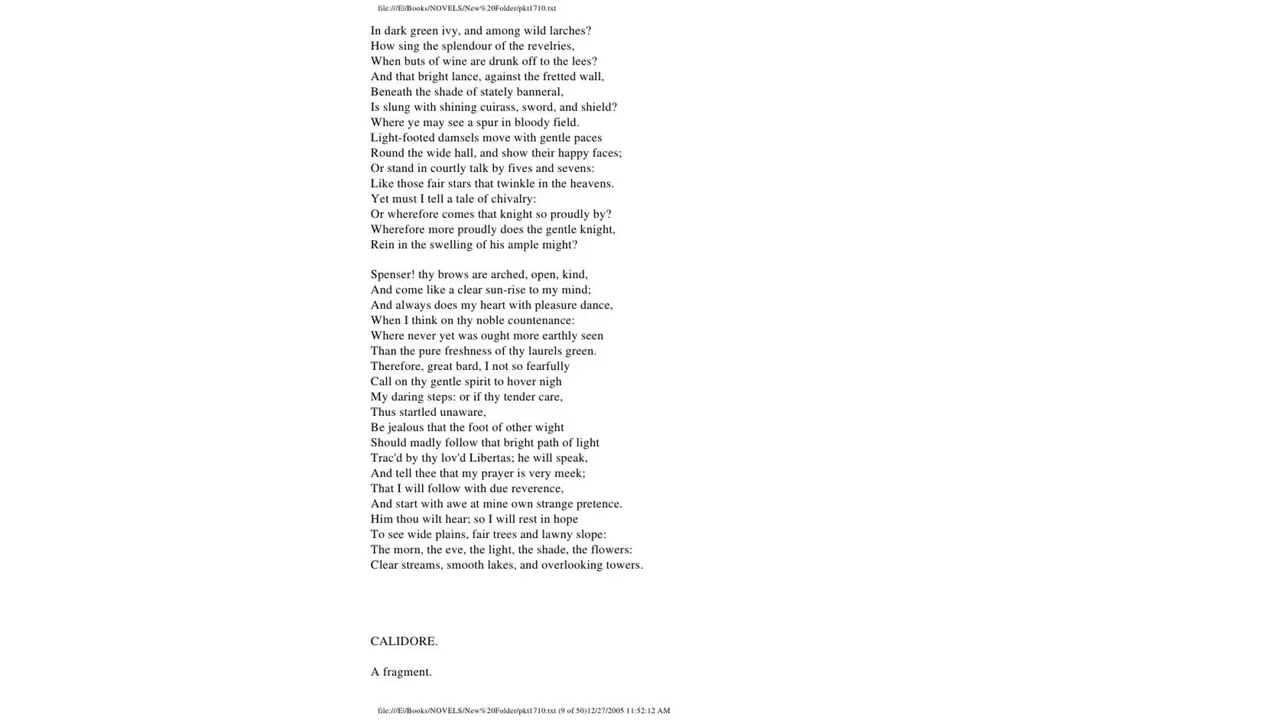 file:///E|/Books/NOVELS/New%20Folder/pkt1710.txt
In dark green ivy, and among wild larches?
How sing the splendour of the revelries,
When buts of wine are drunk off to the lees?
And that bright lance, against the fretted wall,
Beneath the shade of stately banneral,
Is slung with shining cuirass, sword, and shield?
Where ye may see a spur in bloody field.
Light-footed damsels move with gentle paces
Round the wide hall, and show their happy faces;
Or stand in courtly talk by fives and sevens:
Like those fair stars that twinkle in the heavens.
Yet must I tell a tale of chivalry:
Or wherefore comes that knight so proudly by?
Wherefore more proudly does the gentle knight,
Rein in the swelling of his ample might?
Spenser! thy brows are arched, open, kind,
And come like a clear sun-rise to my mind;
And always does my heart with pleasure dance,
When I think on thy noble countenance:
Where never yet was ought more earthly seen
Than the pure freshness of thy laurels green.
Therefore, great bard, I not so fearfully
Call on thy gentle spirit to hover nigh
My daring steps: or if thy tender care,
Thus startled unaware,
Be jealous that the foot of other wight
Should madly follow that bright path of light
Trac'd by thy lov'd Libertas; he will speak,
And tell thee that my prayer is very meek;
That I will follow with due reverence,
And start with awe at mine own strange pretence.
Him thou wilt hear; so I will rest in hope
To see wide plains, fair trees and lawny slope:
The morn, the eve, the light, the shade, the flowers:
Clear streams, smooth lakes, and overlooking towers.
CALIDORE.
A fragment.
file:///E|/Books/NOVELS/New%20Folder/pkt1710.txt (9 of 50)12/27/2005 11:52:12 AM